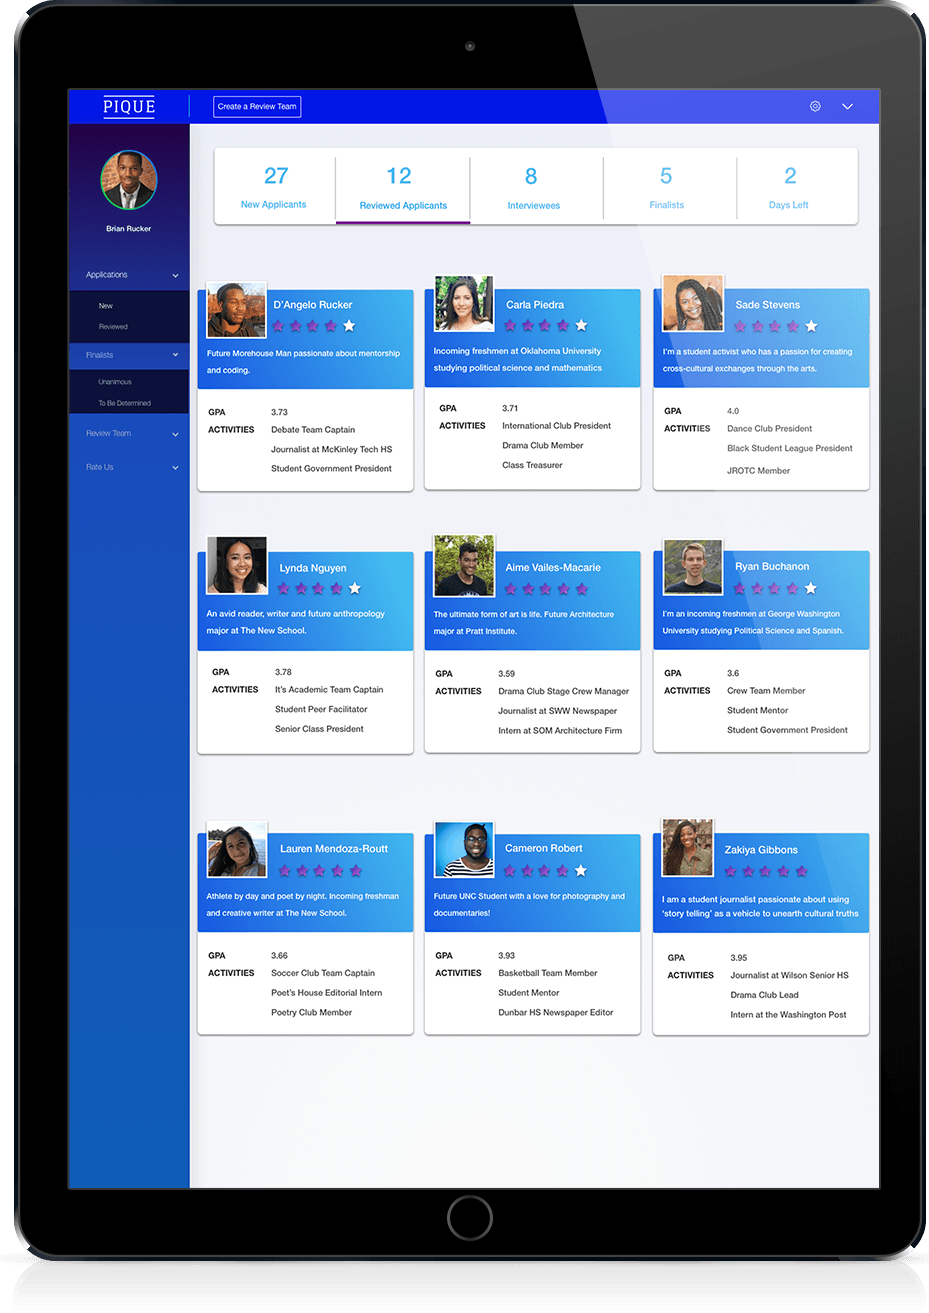 PIQUE
Create a Review Team
Brian Rucker
Applications
New
Reviewed
Finalists
Unanimous
To Be Determined
Review Team
Rate Us
27
New Applicants
12
Reviewed Applicants
8
Interviewees
5
Finalists
2
Days Left
D'Angelo Rucker
Future Morehouse Man passionate about mentorship
and coding.
GPA 3.73
ACTIVITIES Debate Team Captain
Journalist at McKinley Tech HS
Student Government President
Carla Piedra
Incoming freshmen at Oklahoma University
studying political science and mathematics
GPA 3.71
ACTIVITIES International Club President
Drama Club Member
Class Treasurer
Sade Stevens
I'm a student activist who has a passion for creating
cross-cultural exchanges through the arts.
GPA 4.0
ACTIVITIES Dance Club President
Black Student League President
JROTC Member
Lynda Nguyen
An avid reader, writer and future anthropology
major at The New School.
GPA 3.78
ACTIVITIES It's Academic Team Captain
Student Peer Facilitator
Senior Class President
Aime Vailes-Macarie
The ultimate form of art is life. Future Architecture
major at Pratt Institute.
GPA 3.59
ACTIVITIES Drama Club Stage Crew Manager
Journalist at SWW Newspaper
Intern at SOM Architecture Firm
Ryan Buchanon
I'm an incoming freshmen at George Washington
University studying Political Science and Spanish.
GPA 3.6
ACTIVITIES Crew Team Member
Student Mentor
Student Government President
Lauren Mendoza-Routt
Athlete by day and poet by night. Incoming freshman
and creative writer at The New School.
GPA 3.66
ACTIVITIES Soccer Club Team Captain
Poet's House Editorial Intern
Poetry Club Member
Cameron Robert
Future UNC Student with a love for photography and
documentaries!
GPA 3.93
ACTIVITIES Basketball Team Member
Student Mentor
Dunbar HS Newspaper Editor
Zakiya Gibbons
I am a student journalist passionate about using
'story telling' as a vehicle to unearth cultural truths
GPA 3.95
ACTIVITIES Journalist at Wilson Senior HS
Drama Club Lead
Intern at the Washington Post